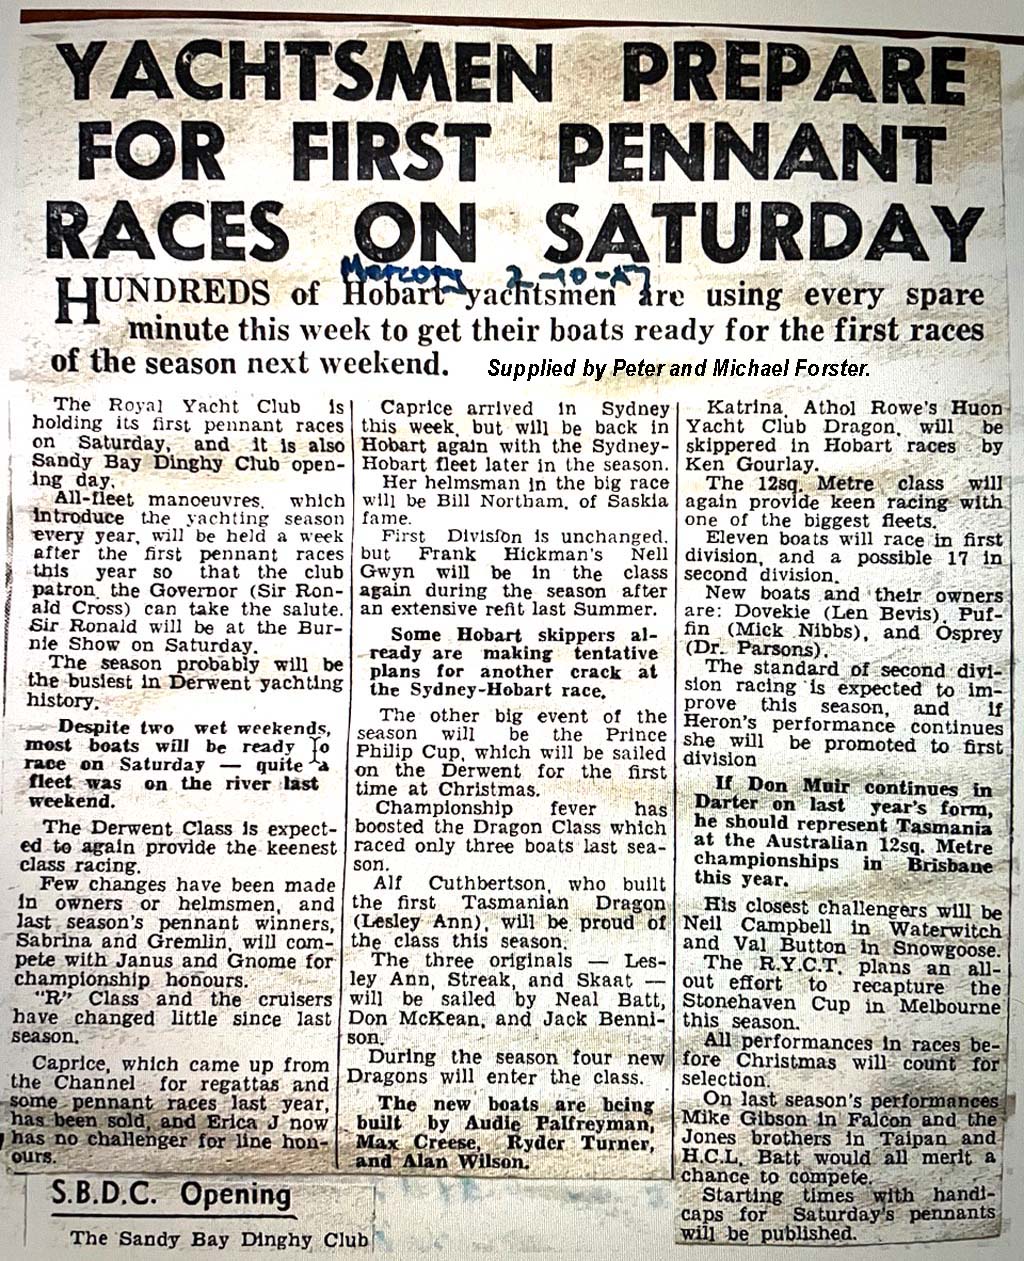 YACHTSMEN PREPARE
FOR FIRST PENNANT
RACES ON SATURDAY
Mercory 2-10-57
HUNDREDS of Hobart yachtsmen are using every spare
minute this week to get their boats ready for the first races
of the season next weekend.
Supplied by Peter and Michael Forster.
The Royal Yacht Club is
holding its first pennant races
on Saturday, and it is also
Sandy Bay Dinghy Club open-
ing day.
All-fleet manoeuvres, which
introduce the yachting season
every year, will be held a week
after the first pennant races
this year so that the club
patron, the Governor (Sir Ron-
ald Cross) can take the salute.
Sir Ronald will be at the Bur-
nie Show on Saturday.
The season probably will be
the busiest in Derwent yachting
history.
Despite two wet weekends,
most boats will be ready to
race on Saturday — quite a
fleet was on the river last
weekend.
The Derwent Class is expect-
ed to again provide the keenest
class racing.
Few changes have been made
in owners or helmsmen, and
last season's pennant winners,
Sabrina and Gremlin, will com-
pete with Janus and Gnome for
championship honours.
"R" Class and the cruisers
have changed little since last
season.
Caprice, which came up from
the Channel for regattas and
some pennant races last year,
has been sold, and Erica J now
has no challenger for line hon-
ours.
Caprice arrived in Sydney
this week, but will be back in
Hobart again with the Sydney-
Hobart fleet later in the season.
Her helmsman in the big race
will be Bill Northam, of Saskia
fame.
First Division is unchanged,
but Frank Hickman's Nell
Gwyn will be in the class
again during the season after
an extensive refit last Summer.
Some Hobart skippers al-
ready are making tentative
plans for another crack at
the Sydney-Hobart race.
The other big event of the
season will be the Prince
Philip Cup, which will be sailed
on the Derwent for the first
time at Christmas.
Championship fever has
boosted the Dragon Class which
raced only three boats last sea-
son.
Alf Cuthbertson, who built
the first Tasmanian Dragon
(Lesley Ann), will be proud of
the class this season.
The three originals — Les-
ley Ann, Streak, and Skaat —
will be sailed by Neal Batt,
Don McKean, and Jack Benni-
son.
During the season four new
Dragons will enter the class.
The new boats are being
built by Audie Palfreyman,
Max Creese, Ryder Turner,
and Alan Wilson.
Katrina, Athol Rowe's Huon
Yacht Club Dragon, will be
skippered in Hobart races by
Ken Gourlay.
The 12sq. Metre class will
again provide keen racing with
one of the biggest fleets.
Eleven boats will race in first
division, and a possible 17 in
second division.
New boats and their owners
are: Dovekie (Len Bevis), Puf-
fin (Mick Nibbs), and Osprey
(Dr. Parsons).
The standard of second divi-
sion racing is expected to im-
prove this season, and if
Heron's performance continues
she will be promoted to first
division
If Don Muir continues in
Darter on last year's form,
he should represent Tasmania
at the Australian 12sq. Metre
championships in Brisbane
this year.
His closest challengers will be
Neil Campbell in Waterwitch
and Val Button in Snowgoose.
The R.Y.C.T. plans an all-
out effort to recapture the
Stonehaven Cup in Melbourne
this season.
All performances in races be-
fore Christmas will count for
selection.
On last season's performances
Mike Gibson in Falcon and the
Jones brothers in Taipan and
H.C.L. Batt would all merit a
chance to compete.
Starting times with handi-
caps for Saturday's pennants
will be published.
S.B.D.C. Opening
The Sandy Bay Dinghy Club